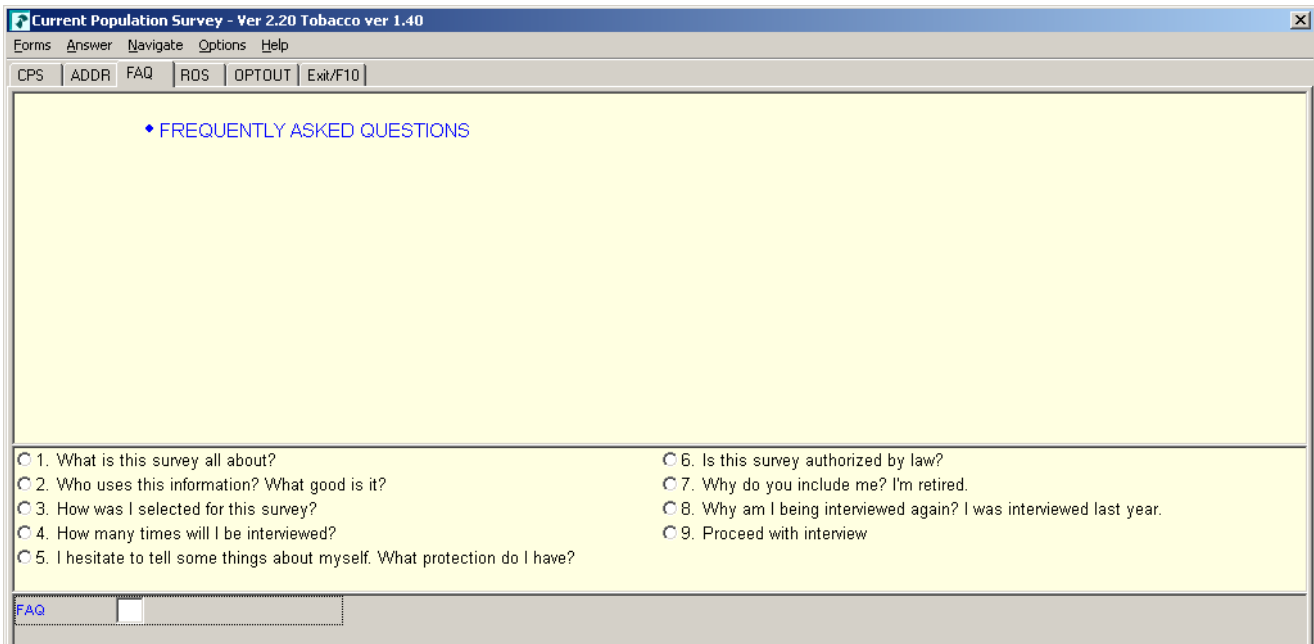 Current Population Survey - Ver 2.20 Tobacco ver 1.40
Forms Answer Navigate Options Help
CPS ADDR FAQ ROS OPTOUT Exit/F10
FREQUENTLY ASKED QUESTIONS
1. What is this survey all about?
2. Who uses this information? What good is it?
3. How was I selected for this survey?
4. How many times will I be interviewed?
5. I hesitate to tell some things about myself. What protection do I have?
6. Is this survey authorized by law?
7. Why do you include me? I'm retired.
8. Why am I being interviewed again? I was interviewed last year.
9. Proceed with interview
FAQ